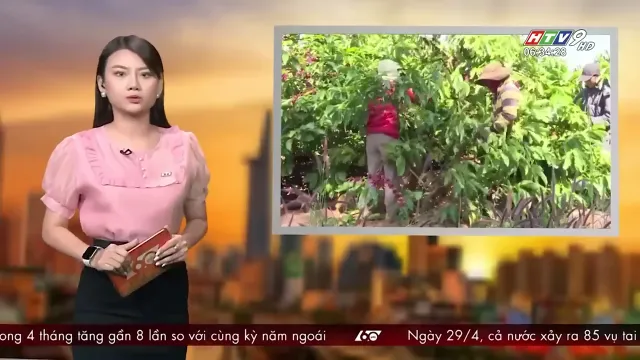 HTV9 HD
06:34:28
ong 4 tháng tăng gần 8 lần so với cùng kỳ năm ngoái 60 Ngày 29/4, cả nước xảy ra 85 vụ tai